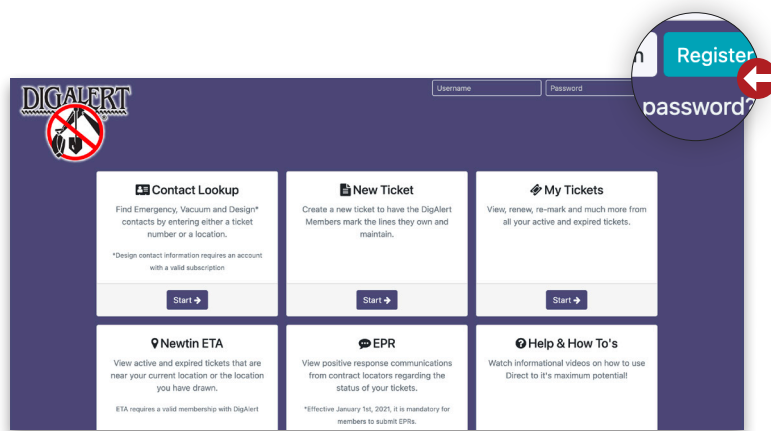 n Register
password?
DIGALERT
Username Password
Contact Lookup
Find Emergency, Vacuum and Design*
contacts by entering either a ticket
number or a location.
*Design contact information requires an account
with a valid subscription
Start
New Ticket
Create a new ticket to have the DigAlert
Members mark the lines they own and
maintain.
Start
My Tickets
View, renew, re-mark and much more from
all your active and expired tickets.
Start
Newtin ETA
View active and expired tickets that are
near your current location or the location
you have drawn.
ETA requires a valid membership with DigAlert
EPR
View positive response communications
from contract locators regarding the
status of your tickets.
*Effective January 1st, 2021, it is mandatory for
members to submit EPRs.
Help & How To's
Watch informational videos on how to use
Direct to it's maximum potential!